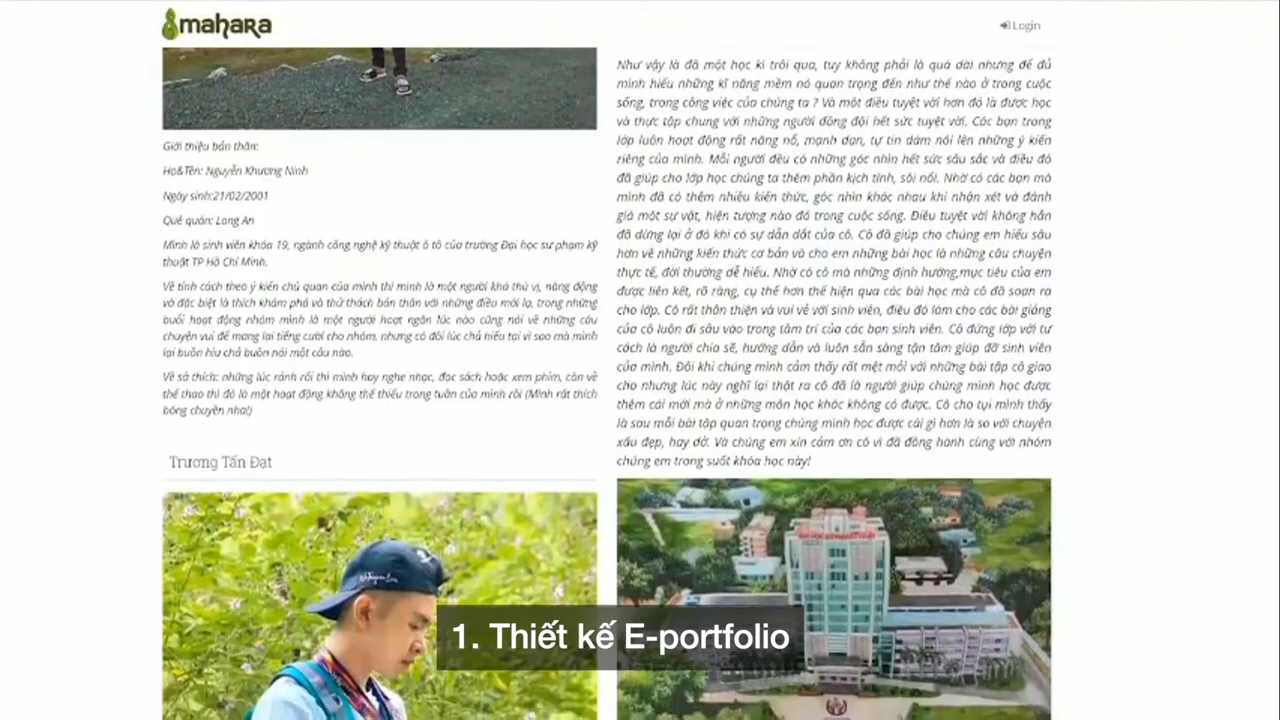 mahara
Login
Giới thiệu bản thân:
Họ&Tên: Nguyễn Khương Ninh
Ngày sinh:21/02/2001
Quê quán: Long An
Mình là sinh viên khóa 19, ngành công nghệ kỹ thuật ô tô của trường Đại học sư phạm kỹ
thuật TP Hồ Chí Minh.
Về tính cách theo ý kiến chủ quan của mình thì mình là một người khá thú vị, năng động
và đặc biệt là thích khám phá và thử thách bản thân với những điều mới lạ, trong những
buổi hoạt động nhóm mình là một người hoạt ngôn lúc nào cũng nói về những câu
chuyện vui để mang lại tiếng cười cho nhóm, nhưng có đôi lúc chả hiểu tại vì sao mà mình
lại buồn hiu chả buồn nói một câu nào.
Về sở thích: những lúc rảnh rỗi thì mình hay nghe nhạc, đọc sách hoặc xem phim, còn về
thể thao thì đó là một hoạt động không thể thiếu trong tuần của mình rồi (Mình rất thích
bóng chuyền nha!)
Trương Tấn Đạt
Như vậy là đã một học kì trôi qua, tuy không phải là quá dài nhưng để đủ
mình hiểu những kĩ năng mềm nó quan trọng đến như thế nào ở trong cuộc
sống, trong công việc của chúng ta ? Và một điều tuyệt vời hơn đó là được học
và thực tập chung với những người đồng đội hết sức tuyệt vời. Các bạn trong
lớp luôn hoạt động rất năng nổ, mạnh dạn, tự tin dám nói lên những ý kiến
riêng của mình. Mỗi người đều có những góc nhìn hết sức sâu sắc và điều đó
đã giúp cho lớp học chúng ta thêm phần kịch tính, sôi nổi. Nhờ có các bạn mà
mình đã có thêm nhiều kiến thức, góc nhìn khác nhau khi nhận xét và đánh
giá một sự vật, hiện tượng nào đó trong cuộc sống. Điều tuyệt vời không hẳn
đã dừng lại ở đó khi có sự dẫn dắt của cô. Cô đã giúp cho chúng em hiểu sâu
hơn về những kiến thức cơ bản và cho em những bài học là những câu chuyện
thực tế, đời thường dễ hiểu. Nhờ có cô mà những định hướng,mục tiêu của em
được liên kết, rõ ràng, cụ thể hơn thể hiện qua các bài học mà cô đã soạn ra
cho lớp. Cô rất thân thiện và vui vẻ với sinh viên, điều đó làm cho các bài giảng
của cô luôn đi sâu vào trong tâm trí của các bạn sinh viên. Cô đứng lớp với tư
cách là người chia sẽ, hướng dẫn và luôn sẵn sàng tận tâm giúp đỡ sinh viên
của mình. Đôi khi chúng mình cảm thấy rất mệt mỏi với những bài tập cô giao
cho nhưng lúc này nghĩ lại thật ra cô đã là người giúp chúng mình học được
thêm cái mới mà ở những môn học khác không có được. Cô cho tụi mình thấy
là sau mỗi bài tập quan trọng chúng mình học được cái gì hơn là so với chuyện
xấu đẹp, hay dở. Và chúng em xin cảm ơn cô vì đã đồng hành cùng với nhóm
chúng em trong suốt khóa học này!
1. Thiết kế E-portfolio